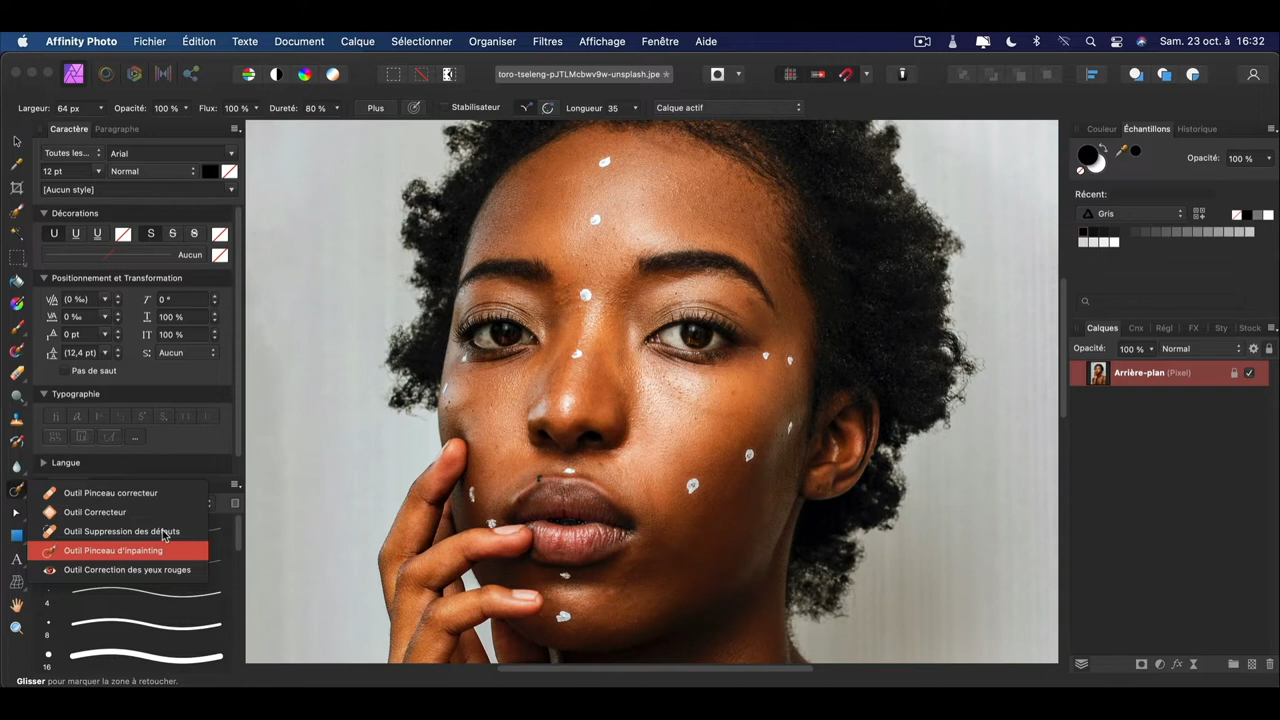 Affinity Photo Fichier Édition Texte Document Calque Sélectionner Organiser Filtres Affichage Fenêtre Aide Sam. 23 oct. à 16:32
toro-tseleng-pJTLMcbwv9w-unsplash.jpe
Largeur: 64 px Opacité: 100 % Flux: 100 % Dureté: 80 % Plus Stabilisateur Longueur 35 Calque actif
Caractère Paragraphe
Toutes les... Arial
12 pt Normal
[Aucun style]
Décorations
U U U S S S
Aucun
Positionnement et Transformation
(0 ‰) 0 °
0 ‰ 100 %
0 pt 100 %
(12,4 pt) Aucun
Pas de saut
Typographie
...
Langue
Outil Pinceau correcteur
Outil Correcteur
Outil Suppression des défauts
Outil Pinceau d'inpainting
Outil Correction des yeux rouges
4
8
16
Glisser pour marquer la zone à retoucher.
Couleur Échantillons Historique
Opacité: 100 %
Récent:
Gris
Calques Cnx Régl FX Sty Stock
Opacité: 100 % Normal
Arrière-plan (Pixel)